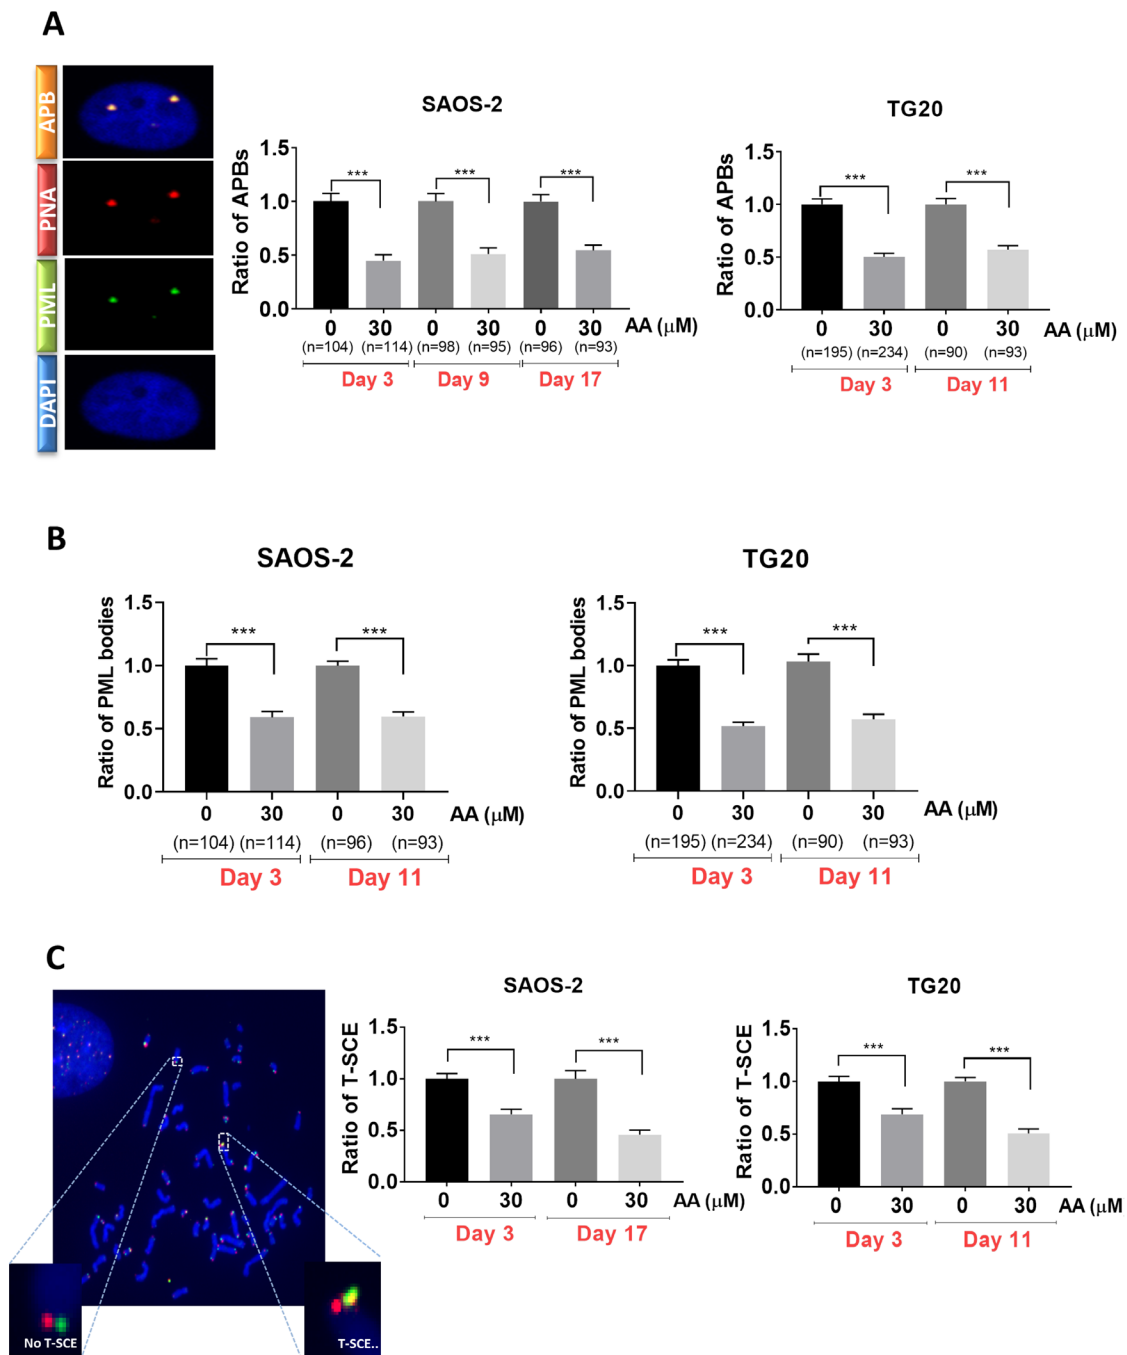 A
APB
PNA
PML
DAPI
SAOS-2
Ratio of APBs
1.5
1.0
0.5
0.0
***
***
***
0 30 0 30 0 30 AA (µM)
(n=104) (n=114) (n=98) (n=95) (n=96) (n=93)
Day 3 Day 9 Day 17
TG20
Ratio of APBs
1.5
1.0
0.5
0.0
***
***
0 30 0 30 AA (µM)
(n=195) (n=234) (n=90) (n=93)
Day 3 Day 11
B
SAOS-2
Ratio of PML bodies
1.5
1.0
0.5
0.0
***
***
0 30 0 30 AA (µM)
(n=104) (n=114) (n=96) (n=93)
Day 3 Day 11
TG20
Ratio of PML bodies
1.5
1.0
0.5
0.0
***
***
0 30 0 30 AA (µM)
(n=195) (n=234) (n=90) (n=93)
Day 3 Day 11
C
No T-SCE
T-SCE..
SAOS-2
Ratio of T-SCE
1.5
1.0
0.5
0.0
***
***
0 30 0 30 AA (µM)
Day 3 Day 17
TG20
Ratio of T-SCE
1.5
1.0
0.5
0.0
***
***
0 30 0 30 AA (µM
Day 3 Day 11